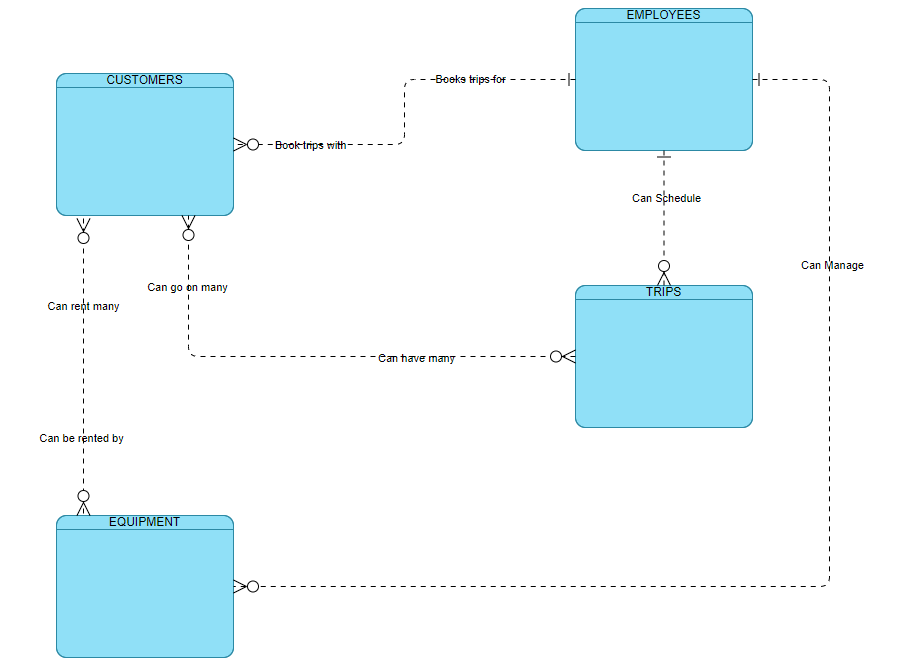 EMPLOYEES
CUSTOMERS
Books trips for
Book trips with
Can Schedule
Can Manage
Can go on many
TRIPS
Can rent many
Can have many
Can be rented by
EQUIPMENT